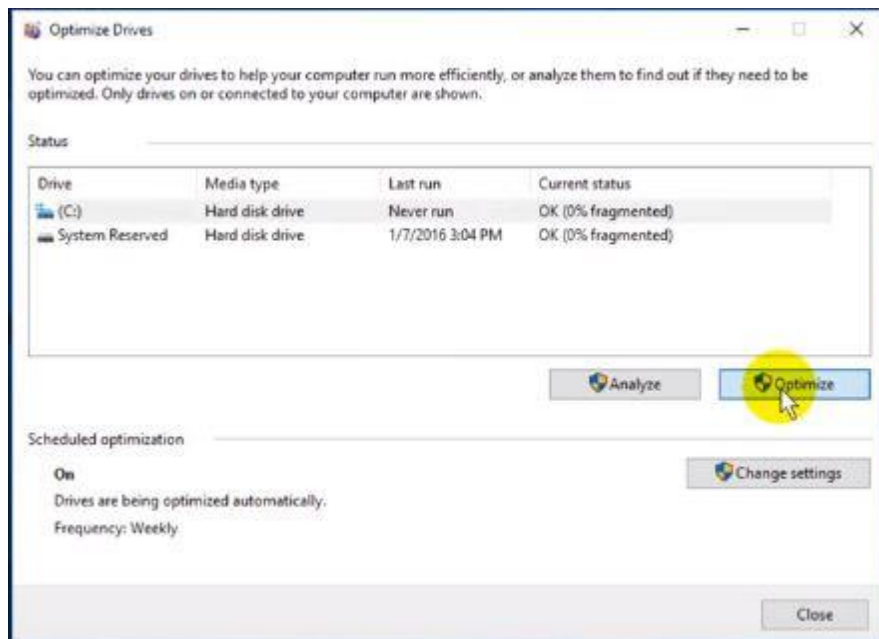 Optimize Drives
You can optimize your drives to help your computer run more efficiently, or analyze them to find out if they need to be
optimized. Only drives on or connected to your computer are shown.
Status
Drive Media type Last run Current status
(C:) Hard disk drive Never run OK (0% fragmented)
System Reserved Hard disk drive 1/7/2016 3:04 PM OK (0% fragmented)
Analyze Optimize
Scheduled optimization
On Change settings
Drives are being optimized automatically.
Frequency: Weekly
Close